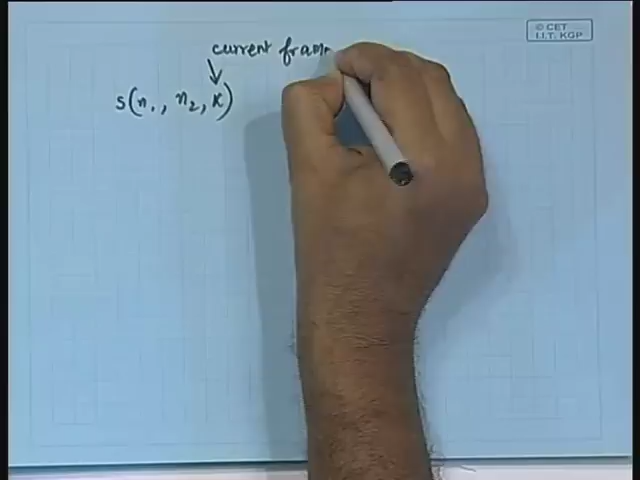 © CET
I.I.T. KGP
current fram
s(n₁, n₂, k)